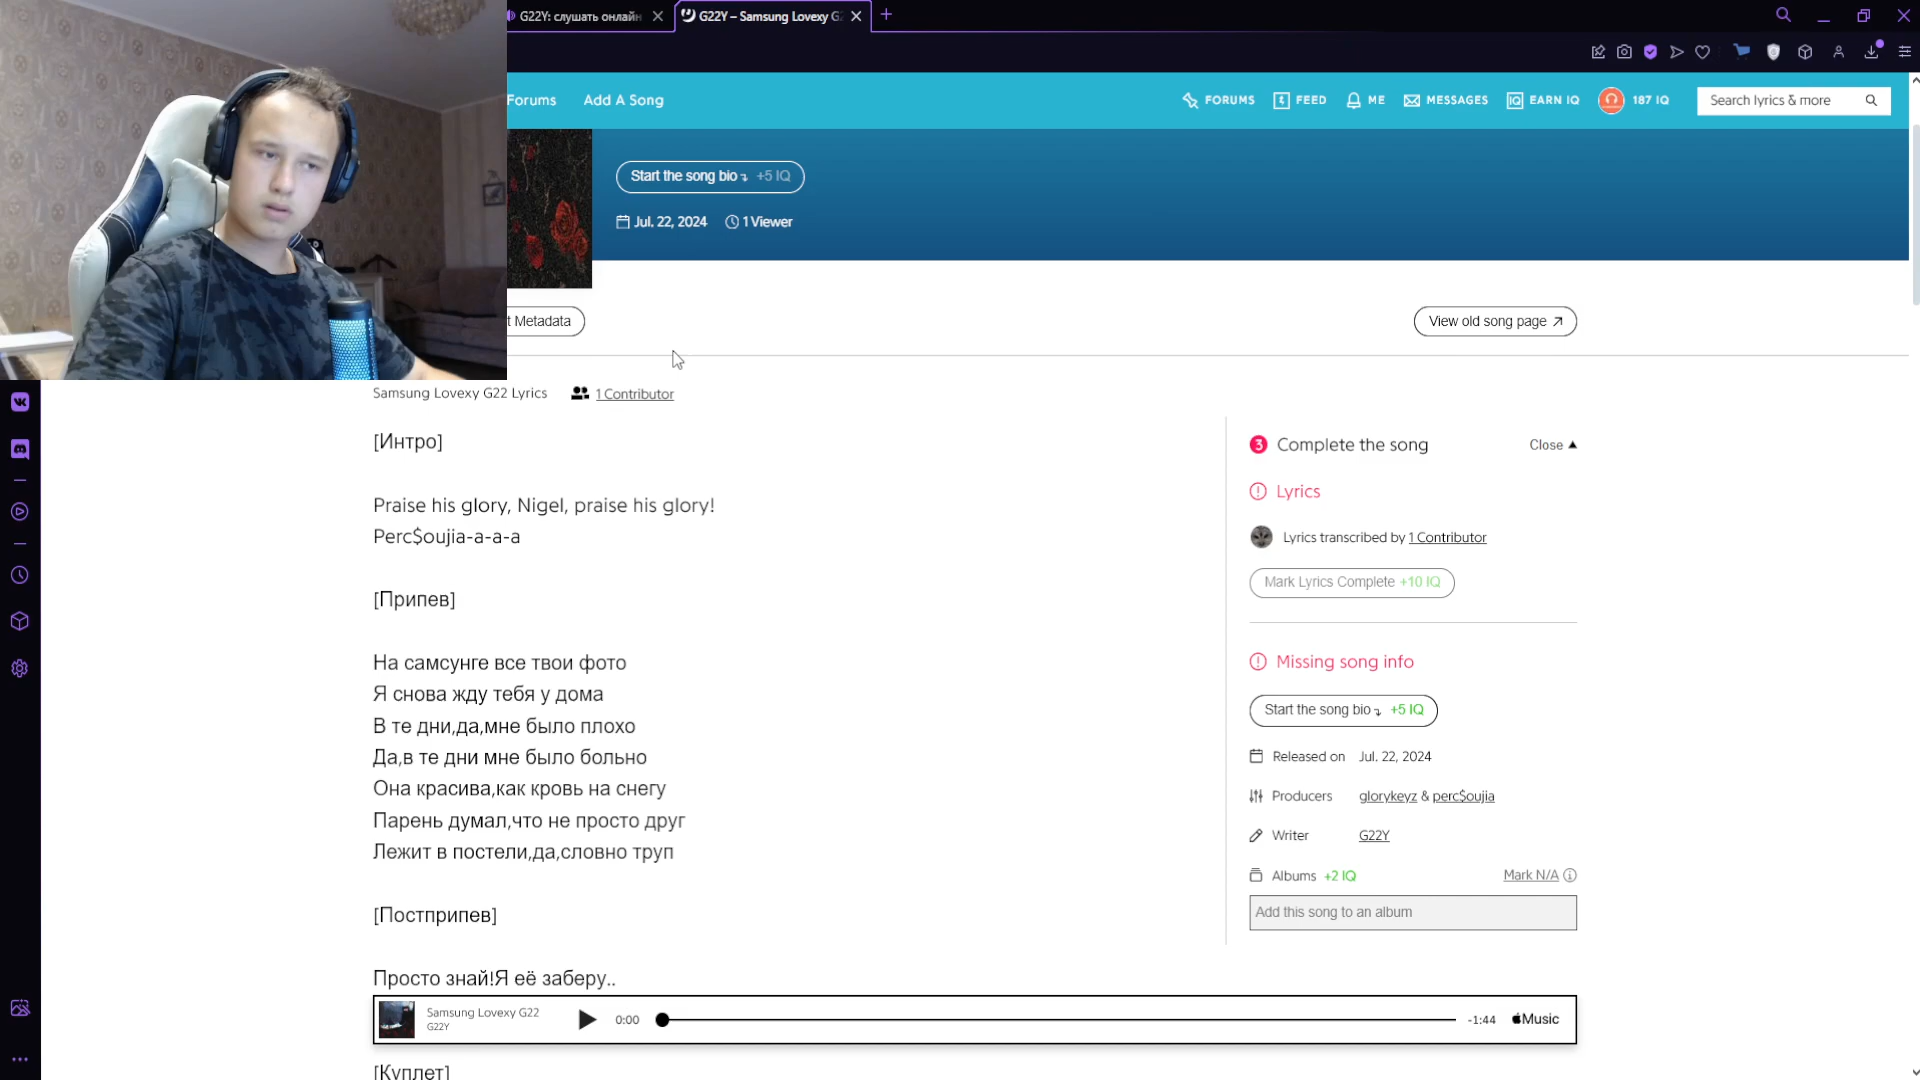 G22Y: слушать онлайн
G22Y – Samsung Lovexy G2
Forums
Add A Song
FORUMS
FEED
ME
MESSAGES
EARN IQ
187 IQ
Search lyrics & more
Start the song bio +5 IQ
Jul. 22, 2024
1 Viewer
t Metadata
View old song page
Samsung Lovexy G22 Lyrics
1 Contributor
[Интро]
Praise his glory, Nigel, praise his glory!
Perc$oujia-a-a-a
[Припев]
На самсунге все твои фото
Я снова жду тебя у дома
В те дни,да,мне было плохо
Да,в те дни мне было больно
Она красива,как кровь на снегу
Парень думал,что не просто друг
Лежит в постели,да,словно труп
[Постприпев]
Просто знай!Я её заберу..
3 Complete the song
Close
Lyrics
Lyrics transcribed by 1 Contributor
Mark Lyrics Complete +10 IQ
Missing song info
Start the song bio +5 IQ
Released on Jul. 22, 2024
Producers glorykeyz & perc$oujia
Writer G22Y
Albums +2 IQ
Mark N/A
Add this song to an album
Samsung Lovexy G22
G22Y
0:00
-1:44
Music
[Куплет]